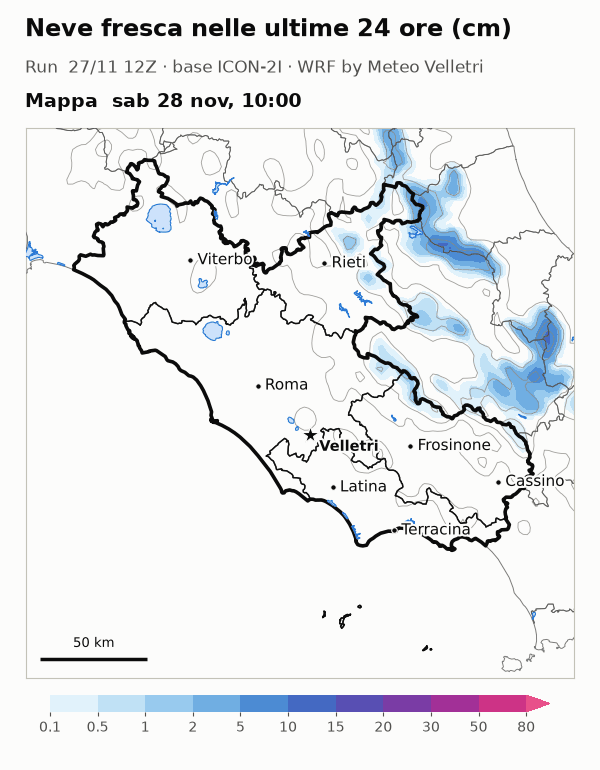 Neve fresca nelle ultime 24 ore (cm)
Run  27/11 12Z · base ICON-2I · WRF by Meteo Velletri
Mappa  sab 28 nov, 10:00
Viterbo
Rieti
Roma
Velletri
Frosinone
Cassino
Latina
Terracina
50 km
0.1 0.5 1 2 5 10 15 20 30 50 80